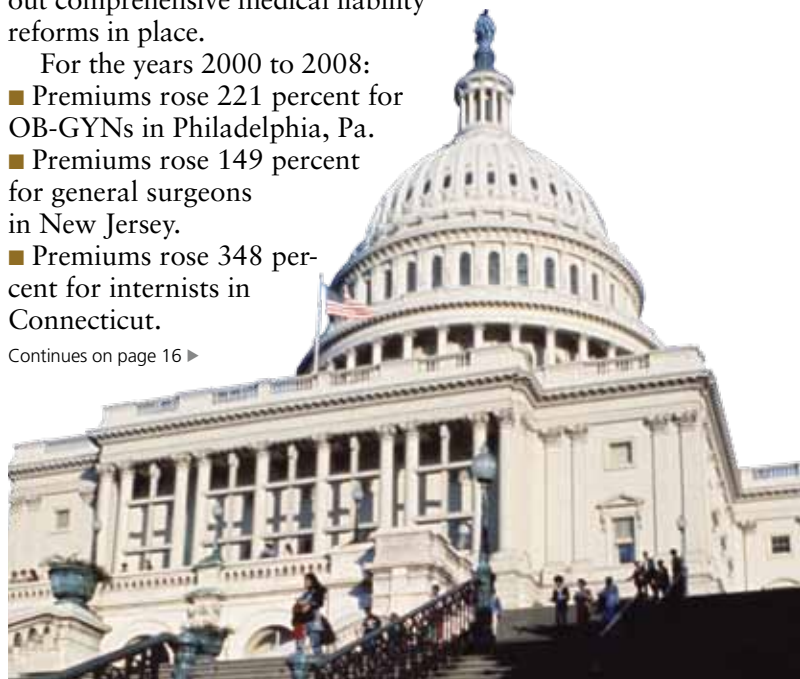 out comprehensive medical liability
reforms in place.
For the years 2000 to 2008:
■ Premiums rose 221 percent for
OB-GYNs in Philadelphia, Pa.
■ Premiums rose 149 percent
for general surgeons
in New Jersey.
■ Premiums rose 348 per-
cent for internists in
Connecticut.
Continues on page 16 ▶